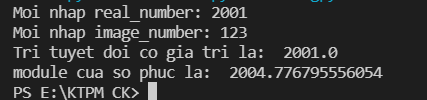 Moi nhap real_number: 2001
Moi nhap image_number: 123
Tri tuyet doi co gia tri la:  2001.0
module cua so phuc la:  2004.776795556054
PS E:\KTPM CK>